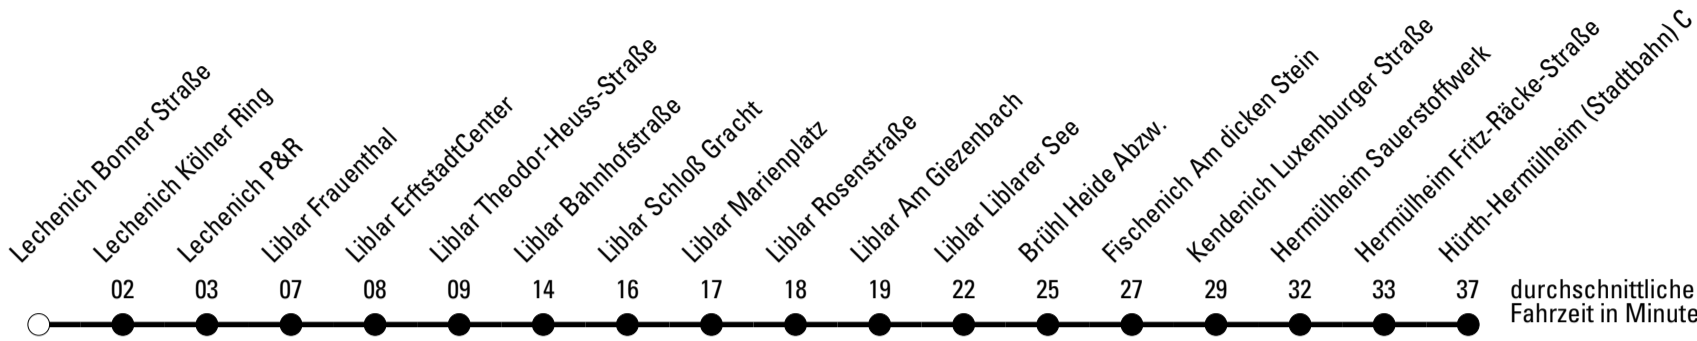 Lechenich Bonner Straße
Lechenich Kölner Ring
Lechenich P&R
Liblar Frauenthal
Liblar ErftstadtCenter
Liblar Theodor-Heuss-Straße
Liblar Bahnhofstraße
Liblar Schloß Gracht
Liblar Marienplatz
Liblar Rosenstraße
Liblar Am Giezenbach
Liblar Liblarer See
Brühl Heide Abzw.
Fischenich Am dicken Stein
Kendenich Luxemburger Straße
Hermülheim Sauerstoffwerk
Hermülheim Fritz-Räcke-Straße
Hürth-Hermülheim (Stadtbahn) C
02 03 07 08 09 14 16 17 18 19 22 25 27 29 32 33 37
durchschnittliche
Fahrzeit in Minute